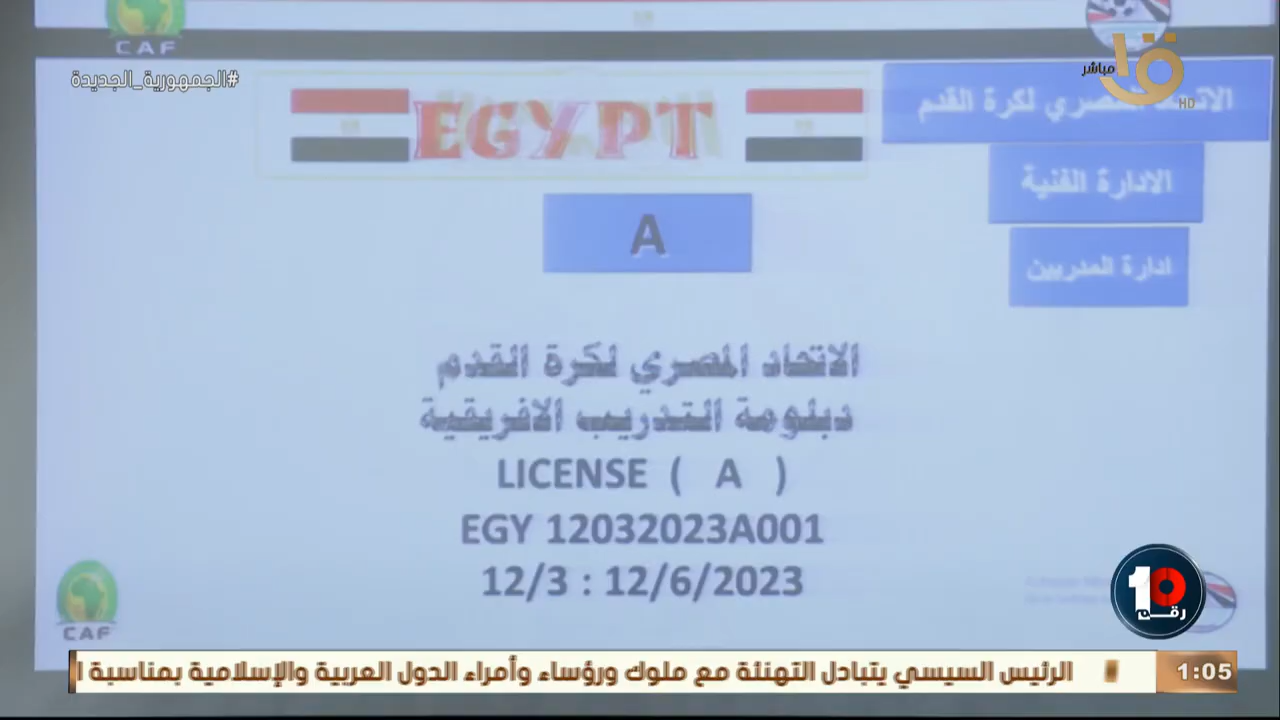 CAF
#الجمهورية_الجديدة
مباشر
HD
EGYPT
لكرة القدم
الادارة الفنية
ادارة المدربين
A
الاتحاد المصري لكرة القدم
دبلومة التدريب الافريقية
LICENSE ( A )
EGY 12032023A001
12/3 : 12/6/2023
CAF
رقم 10
1:05
الرئيس السيسي يتبادل التهنئة مع ملوك ورؤساء وأمراء الدول العربية والإسلامية بمناسبة